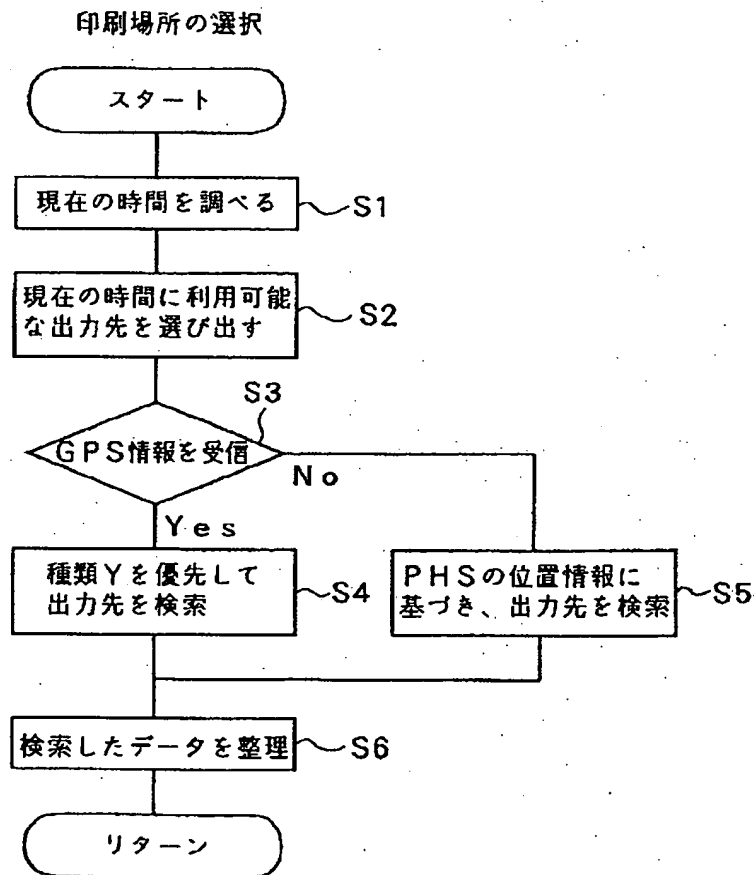 印刷場所の選択
スタート
現在の時間を調べる
S1
現在の時間に利用可能
な出力先を選び出す
S2
S3
GPS情報を受信
No
Yes
種類Yを優先して
出力先を検索
S4
PHSの位置情報に
基づき、出力先を検索
S5
検索したデータを整理
S6
リターン